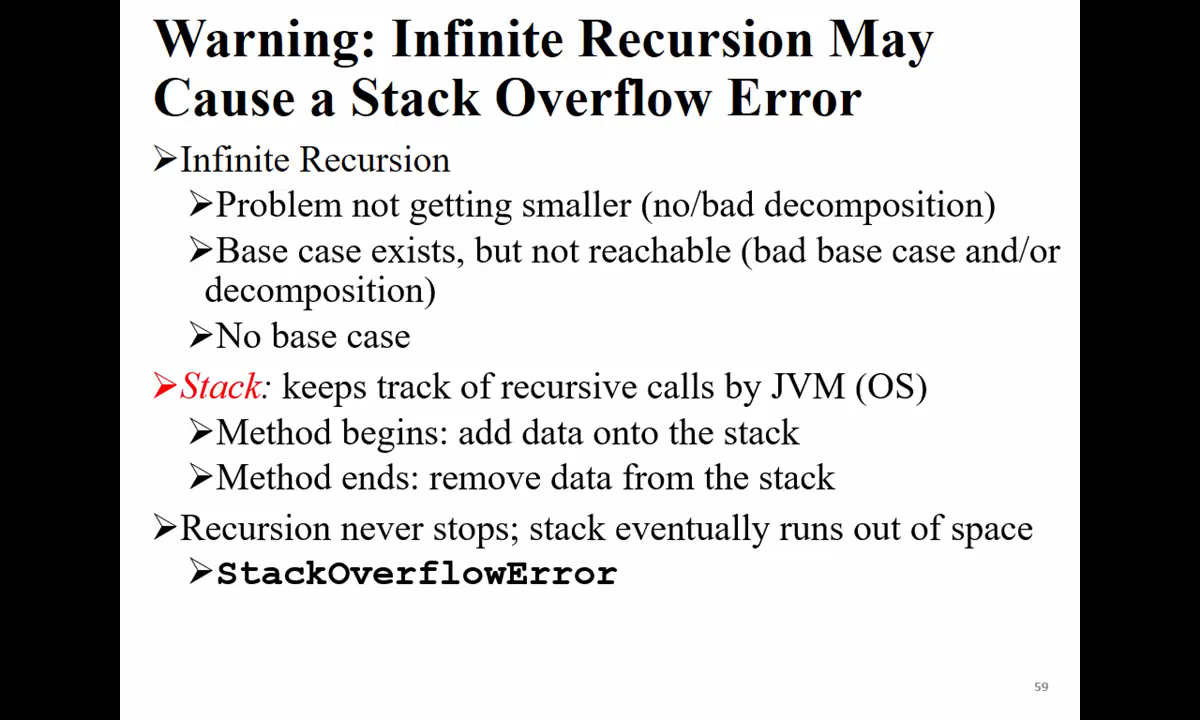 Warning: Infinite Recursion May
Cause a Stack Overflow Error
➢Infinite Recursion
➢Problem not getting smaller (no/bad decomposition)
➢Base case exists, but not reachable (bad base case and/or
decomposition)
➢No base case
➢Stack: keeps track of recursive calls by JVM (OS)
➢Method begins: add data onto the stack
➢Method ends: remove data from the stack
➢Recursion never stops; stack eventually runs out of space
➢StackOverflowError
59